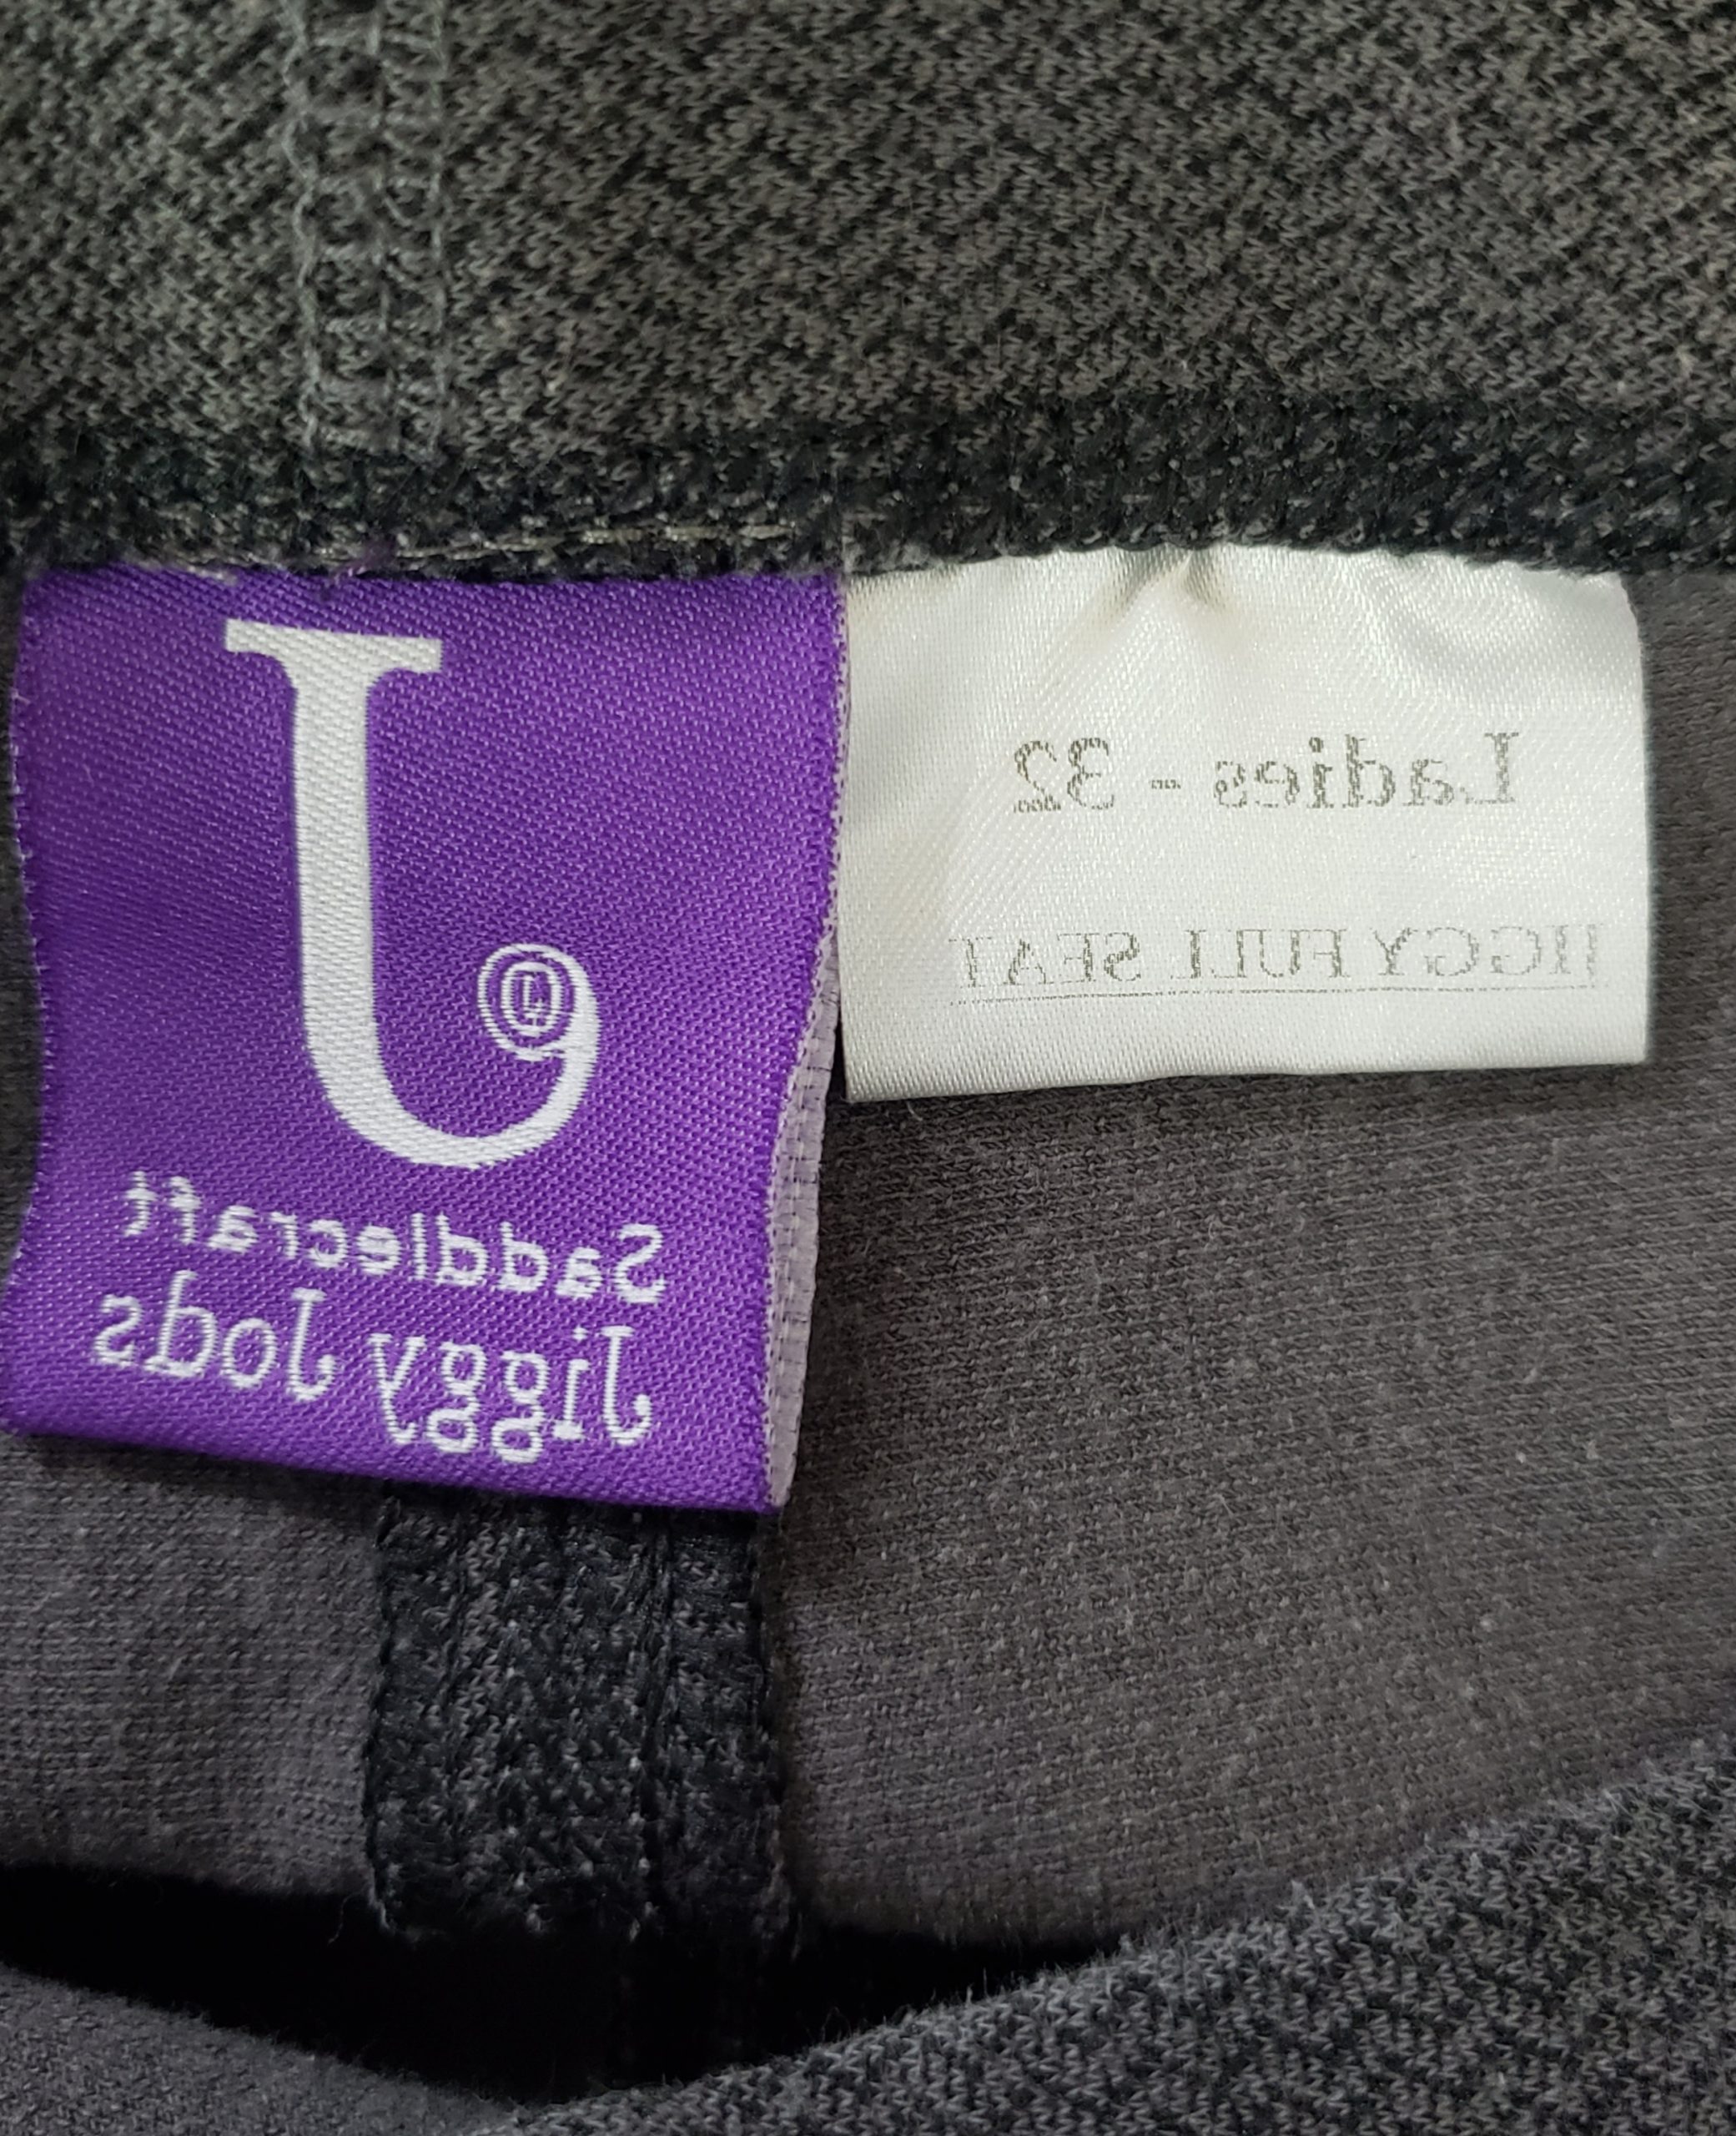 J
Saddlecraft
Jiggy Jods
Ladies - 32
JIGGY FULL SEAT